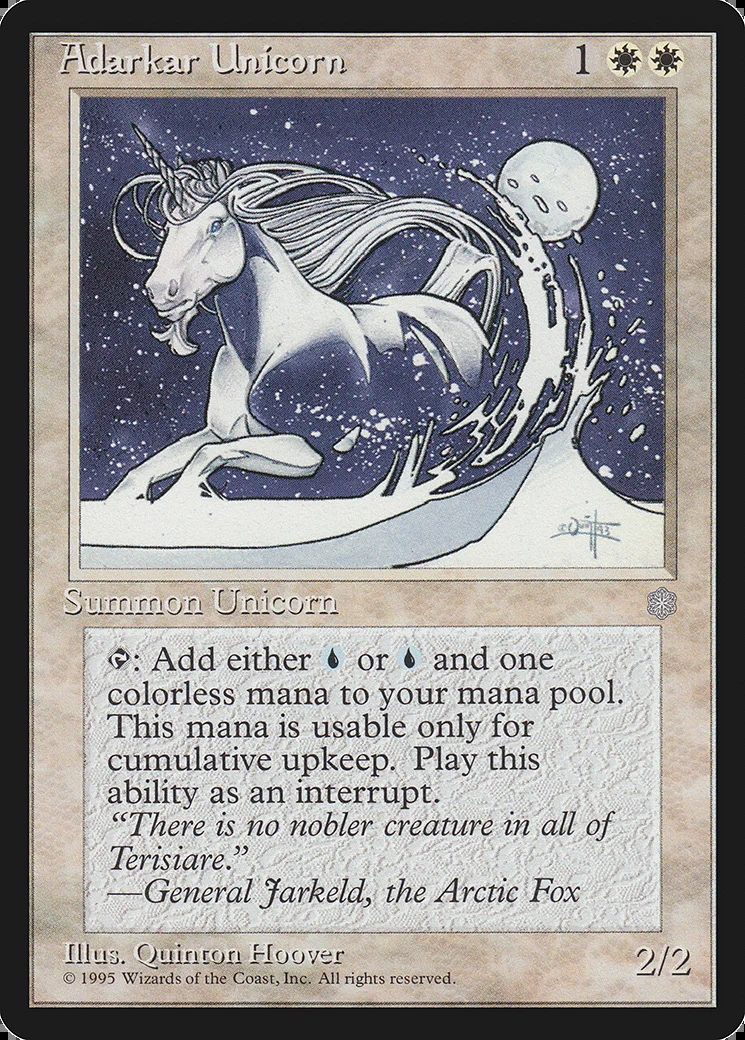 Adarkar Unicorn 1
Summon Unicorn
: Add either or and one
colorless mana to your mana pool.
This mana is usable only for
cumulative upkeep. Play this
ability as an interrupt.
“There is no nobler creature in all of
Terisiare.”
—General Jarkeld, the Arctic Fox
Illus. Quinton Hoover
© 1995 Wizards of the Coast, Inc. All rights reserved.
2/2